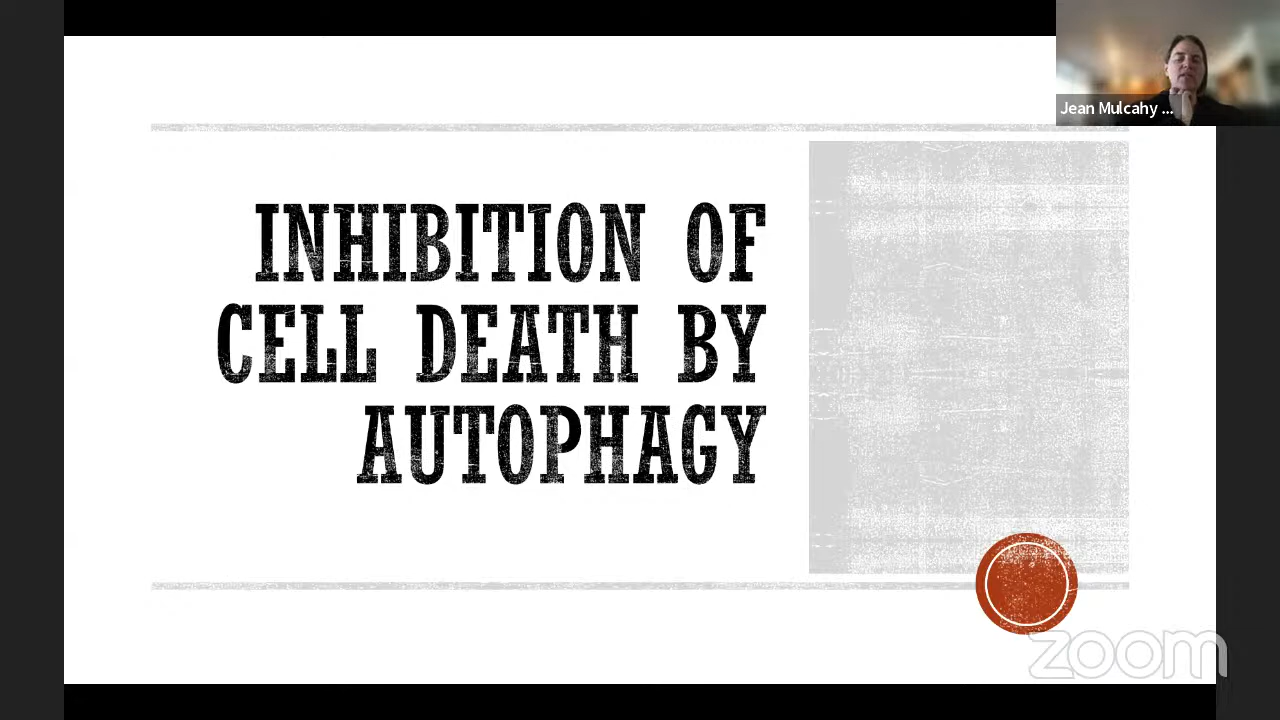 Jean Mulcahy ...
INHIBITION OF
CELL DEATH BY
AUTOPHAGY
zoom